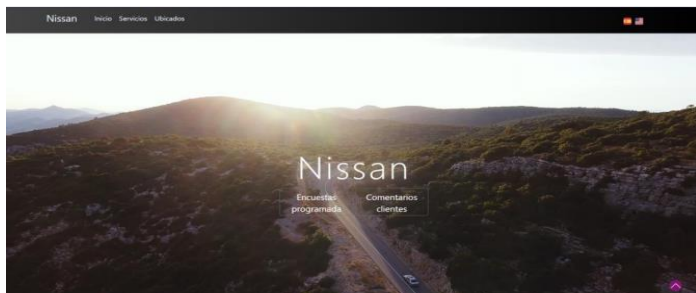 Nissan Inicio Servicios Ubicados
Nissan
Encuestas
programada
Comentarios
clientes